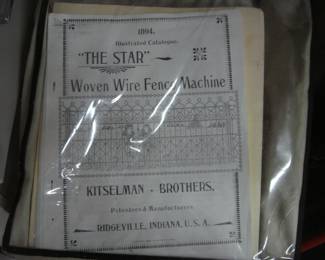 1894.
Illustrated Catalogue.
"THE STAR"
Woven Wire Fence Machine
KITSELMAN - BROTHERS.
Patentees & Manufacturers.
RIDGEVILLE, INDIANA, U.S.A.